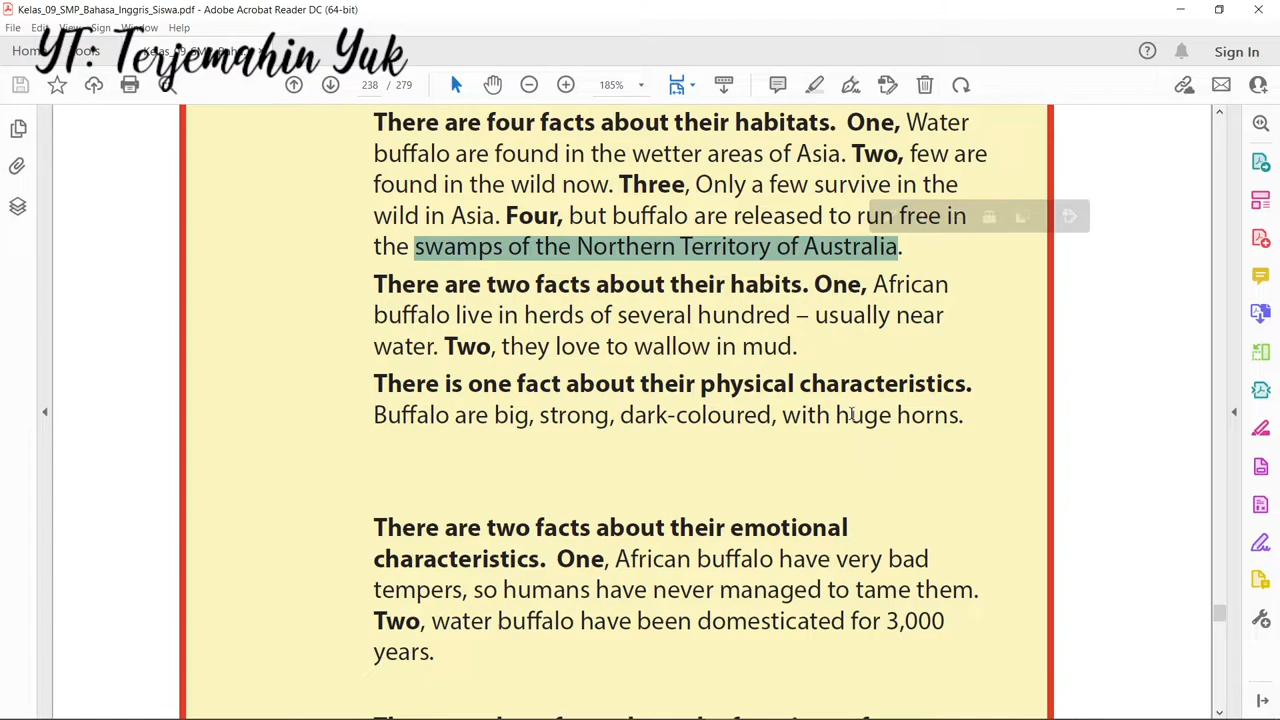 Kelas_09_SMP_Bahasa_Inggris_Siswa.pdf - Adobe Acrobat Reader DC (64-bit)
File Edit View Sign Window Help
YT: Terjemahin Yuk
Home Tools
Sign In
238 / 279
185%
There are four facts about their habitats. One, Water
buffalo are found in the wetter areas of Asia. Two, few are
found in the wild now. Three, Only a few survive in the
wild in Asia. Four, but buffalo are released to run free in
the swamps of the Northern Territory of Australia.
There are two facts about their habits. One, African
buffalo live in herds of several hundred – usually near
water. Two, they love to wallow in mud.
There is one fact about their physical characteristics.
Buffalo are big, strong, dark-coloured, with huge horns.
There are two facts about their emotional
characteristics. One, African buffalo have very bad
tempers, so humans have never managed to tame them.
Two, water buffalo have been domesticated for 3,000
years.